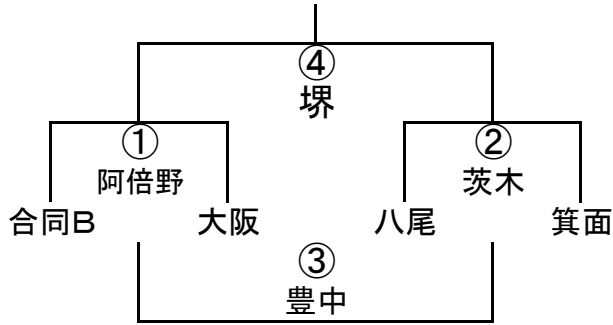 ④
堺
①
②
阿倍野
茨木
合同B
大阪
八尾
箕面
③
豊中